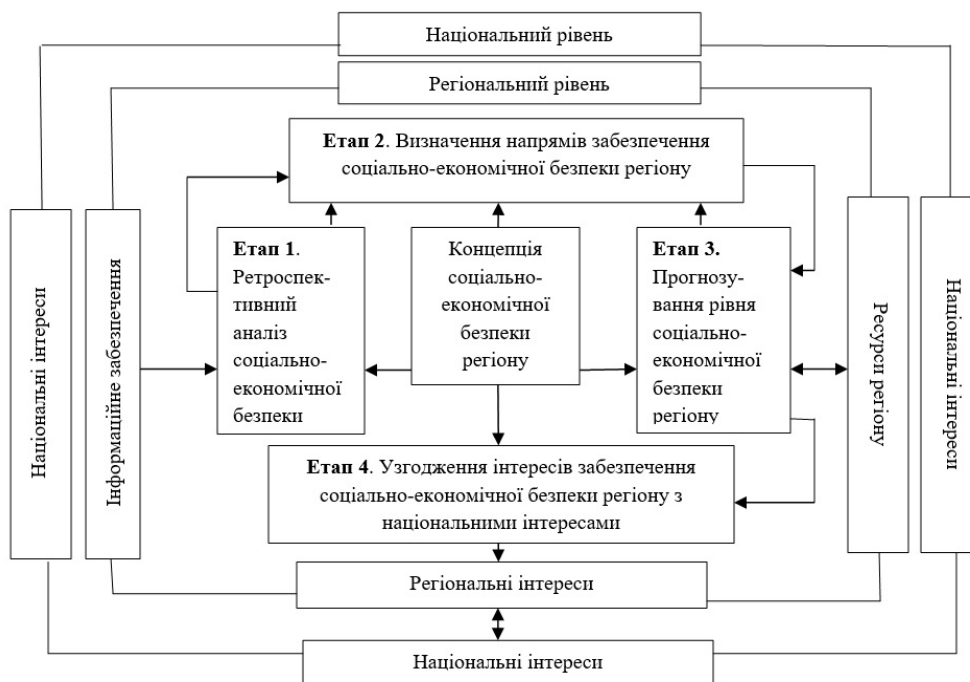 Національний рівень
Регіональний рівень
Етап 2. Визначення напрямів забезпечення
соціально-економічної безпеки регіону
Національні інтереси
Інформаційне забезпечення
Етап 1.
Ретроспек-
тивний
аналіз
соціально-
економічної
безпеки
Концепція
соціально-
економічної
безпеки
регіону
Етап 3.
Прогнозу-
вання рівня
соціально-
економічної
безпеки
регіону
Ресурси регіону
Національні інтереси
Етап 4. Узгодження інтересів забезпечення
соціально-економічної безпеки регіону з
національними інтересами
Регіональні інтереси
Національні інтереси